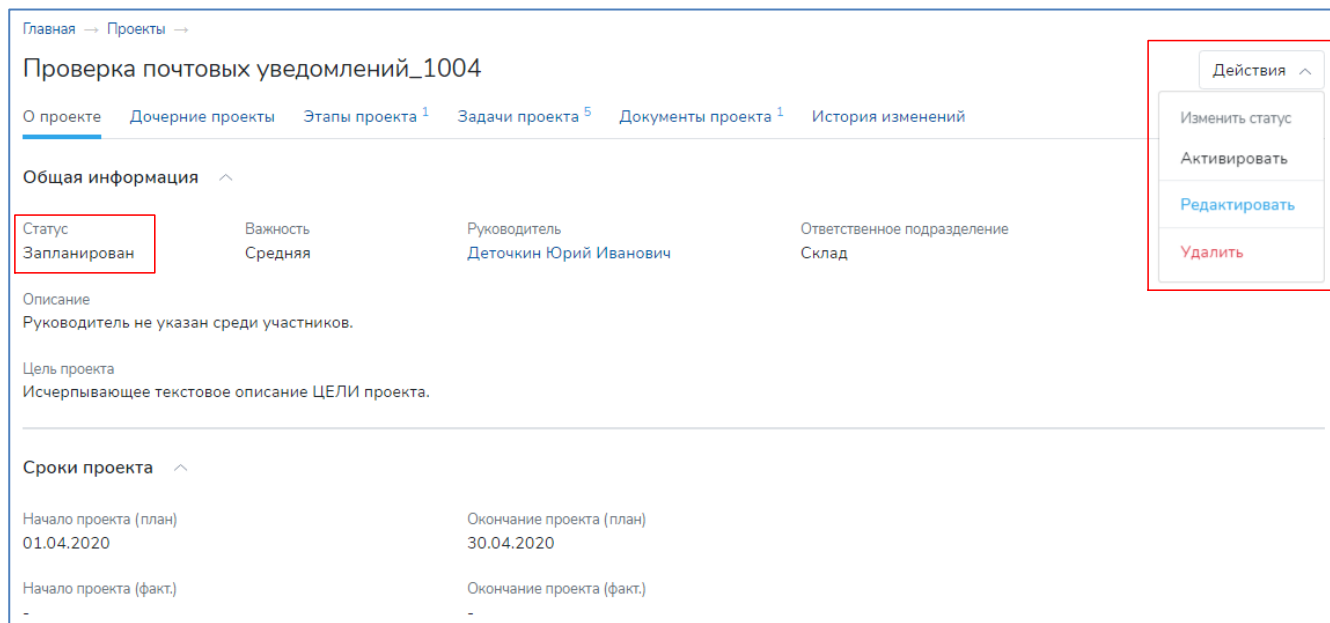 Главная → Проекты →
Проверка почтовых уведомлений_1004
Действия
О проекте Дочерние проекты Этапы проекта 1 Задачи проекта 5 Документы проекта 1 История изменений
Изменить статус
Активировать
Редактировать
Удалить
Общая информация
Статус Важность Руководитель Ответственное подразделение
Запланирован Средняя Деточкин Юрий Иванович Склад
Описание
Руководитель не указан среди участников.
Цель проекта
Исчерпывающее текстовое описание ЦЕЛИ проекта.
Сроки проекта
Начало проекта (план) Окончание проекта (план)
01.04.2020 30.04.2020
Начало проекта (факт.) Окончание проекта (факт.)
- -